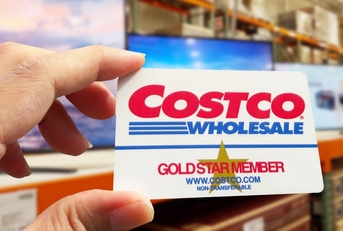 COSTCO
WHOLESALE
GOLD STAR MEMBER
WWW.COSTCO.COM
NON-TRANSFERABLE